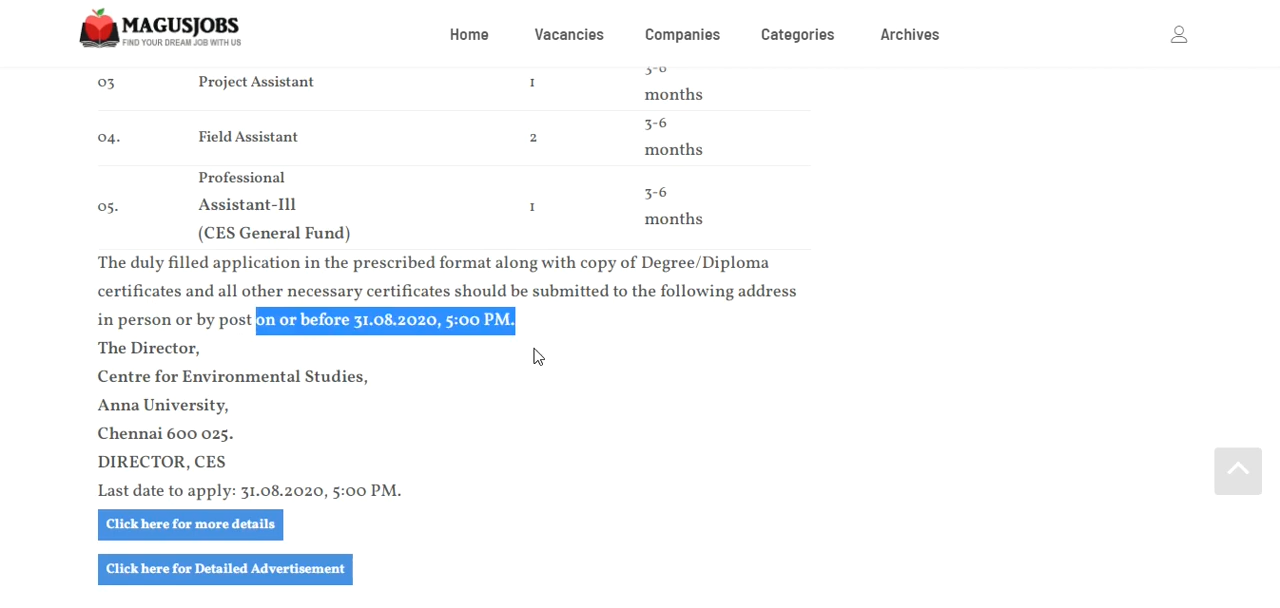 MAGUSJOBS
FIND YOUR DREAM JOB WITH US
Home Vacancies Companies Categories Archives
03 Project Assistant 1
months
04. Field Assistant 2 3-6
months
Professional
Assistant-Ill
(CES General Fund)
05. 1 3-6
months
The duly filled application in the prescribed format along with copy of Degree/Diploma
certificates and all other necessary certificates should be submitted to the following address
in person or by post on or before 31.08.2020, 5:00 PM.
The Director,
Centre for Environmental Studies,
Anna University,
Chennai 600 025.
DIRECTOR, CES
Last date to apply: 31.08.2020, 5:00 PM.
Click here for more details
Click here for Detailed Advertisement